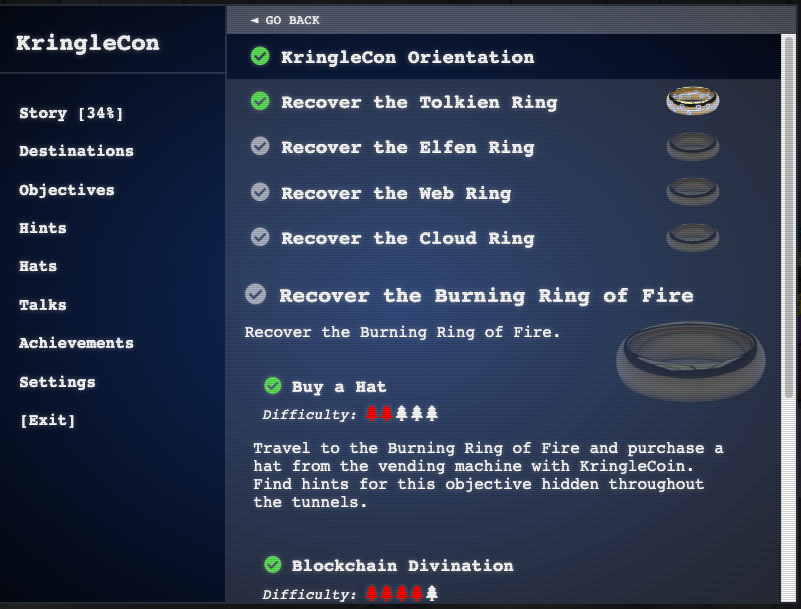 ◄ GO BACK
KringleCon
Story [34%]
Destinations
Objectives
Hints
Hats
Talks
Achievements
Settings
[Exit]
KringleCon Orientation
Recover the Tolkien Ring
Recover the Elfen Ring
Recover the Web Ring
Recover the Cloud Ring
Recover the Burning Ring of Fire
Recover the Burning Ring of Fire.
Buy a Hat
Difficulty:
Travel to the Burning Ring of Fire and purchase a
hat from the vending machine with KringleCoin.
Find hints for this objective hidden throughout
the tunnels.
Blockchain Divination
Difficulty: